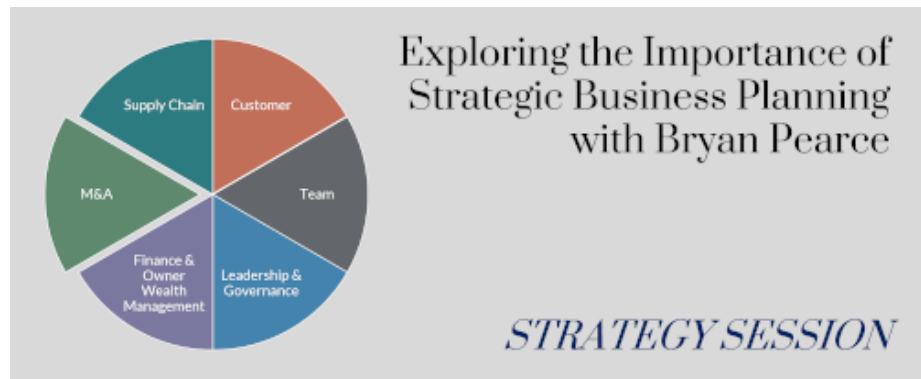 Exploring the Importance of
Strategic Business Planning
with Bryan Pearce
Supply Chain
Customer
M&A
Team
Finance &
Owner
Wealth
Management
Leadership &
Governance
STRATEGY SESSION